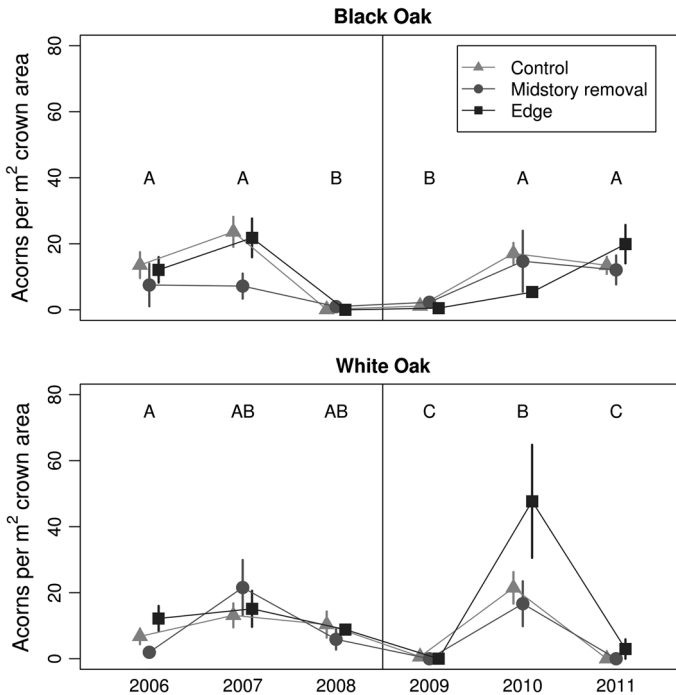 Black Oak
Acorns per m² crown area
80
60
40
20
0
Control
Midstory removal
Edge
A A B B A A
White Oak
Acorns per m² crown area
80
60
40
20
0
A AB AB C B C
2006 2007 2008 2009 2010 2011